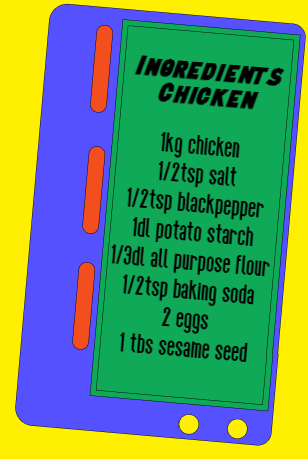 INGREDIENTS
CHICKEN
1kg chicken
1/2tsp salt
1/2tsp blackpepper
1dl potato starch
1/3dl all purpose flour
1/2tsp baking soda
2 eggs
1 tbs sesame seed